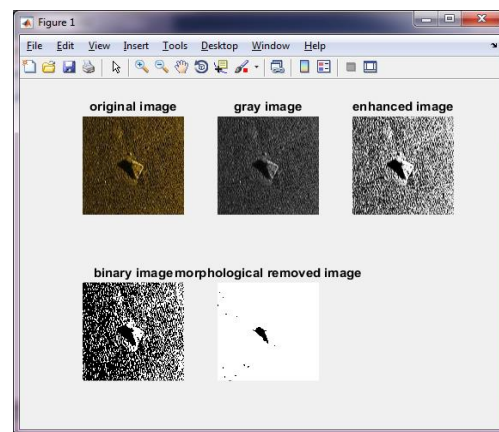 Figure 1
File Edit View Insert Tools Desktop Window Help
original image gray image enhanced image
binary image morphological removed image